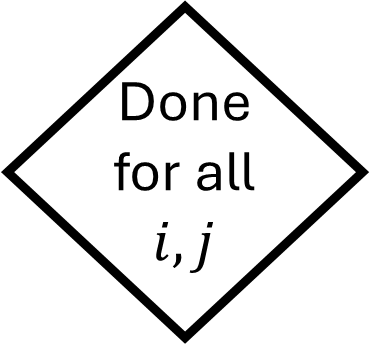 Done
for all
i, j